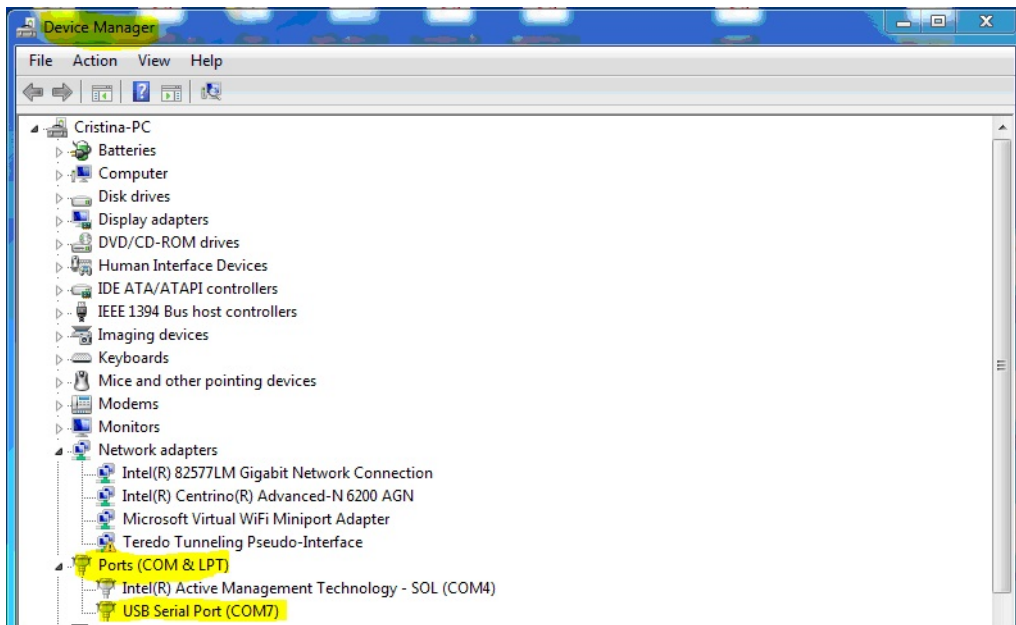 Device Manager
File Action View Help
Cristina-PC
Batteries
Computer
Disk drives
Display adapters
DVD/CD-ROM drives
Human Interface Devices
IDE ATA/ATAPI controllers
IEEE 1394 Bus host controllers
Imaging devices
Keyboards
Mice and other pointing devices
Modems
Monitors
Network adapters
Intel(R) 82577LM Gigabit Network Connection
Intel(R) Centrino(R) Advanced-N 6200 AGN
Microsoft Virtual WiFi Miniport Adapter
Teredo Tunneling Pseudo-Interface
Ports (COM & LPT)
Intel(R) Active Management Technology - SOL (COM4)
USB Serial Port (COM7)